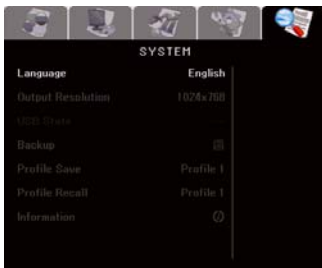 SYSTEM
Language English
Output Resolution 1024x768
USB State ---
Backup
Profile Save Profile 1
Profile Recall Profile 1
Information